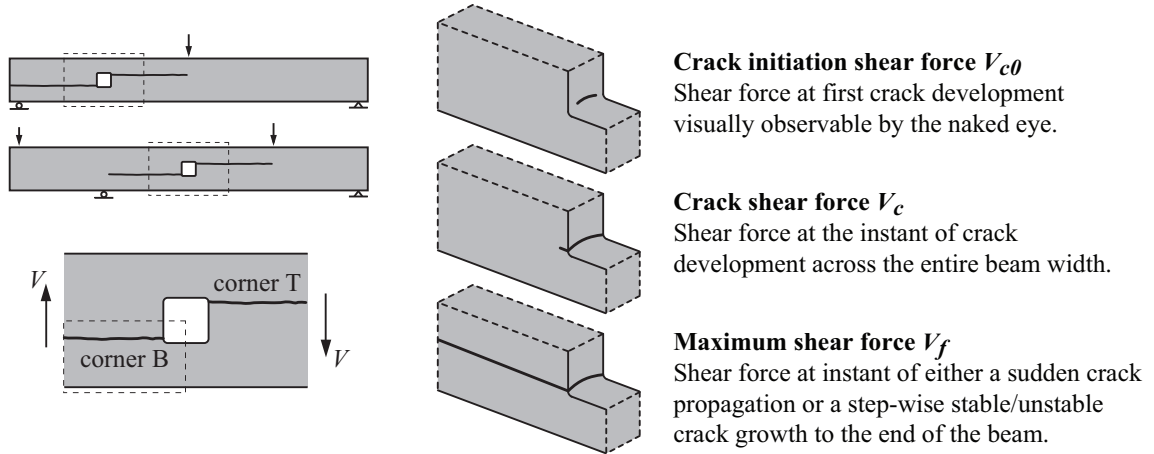 V
corner T
corner B
V
Crack initiation shear force Vc0
Shear force at first crack development
visually observable by the naked eye.
Crack shear force Vc
Shear force at the instant of crack
development across the entire beam width.
Maximum shear force Vf
Shear force at instant of either a sudden crack
propagation or a step-wise stable/unstable
crack growth to the end of the beam.